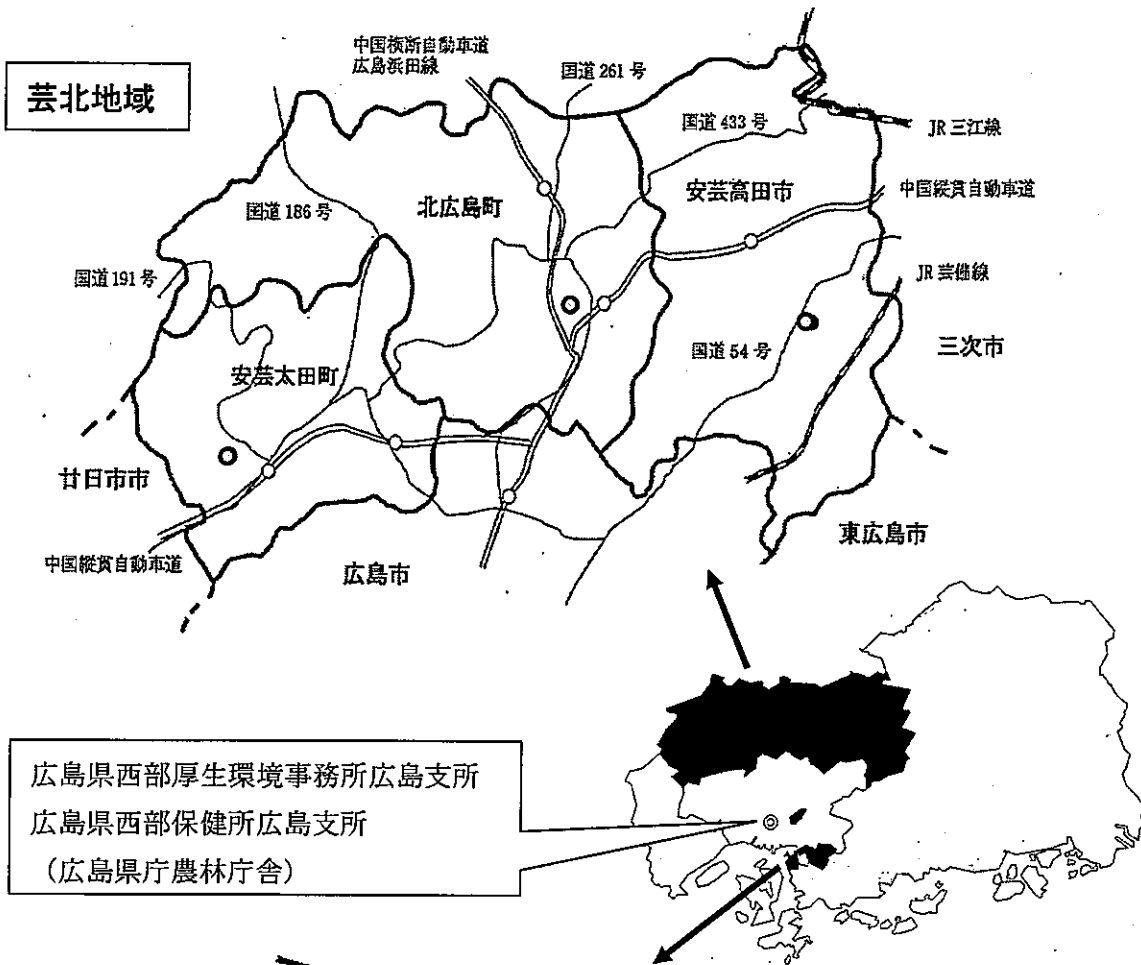 芸北地域
中国横断自動車道
広島浜田線
国道 261 号
国道 433 号
JR 三江線
安芸高田市
中国縦貫自動車道
北広島町
国道 186 号
国道 191 号
JR 芸備線
国道 54 号
三次市
安芸太田町
廿日市市
東広島市
中国縦貫自動車道
広島市
広島県西部厚生環境事務所広島支所
広島県西部保健所広島支所
（広島県庁農林庁舎）